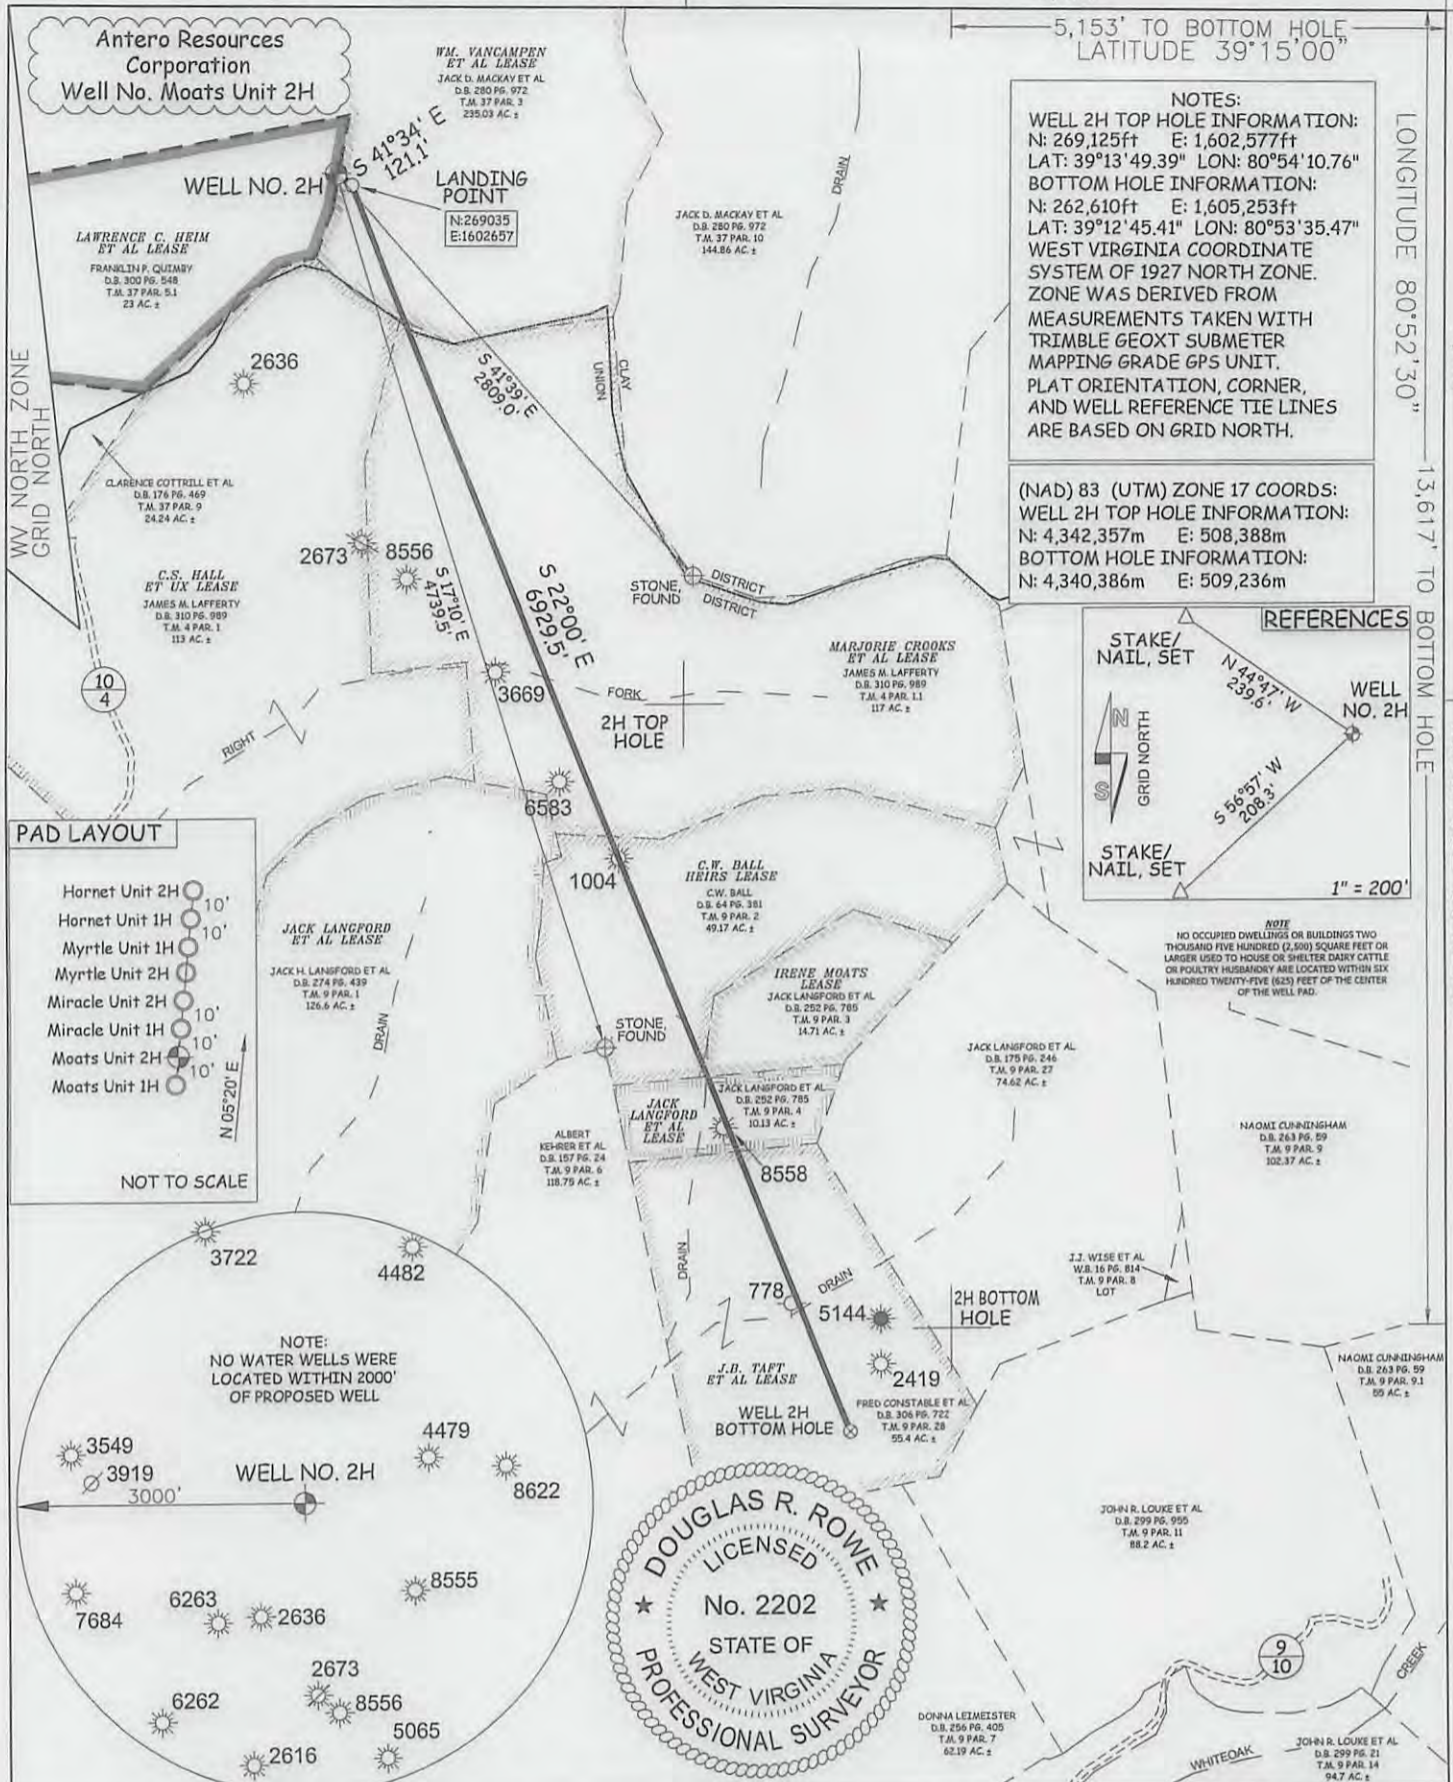 Antero Resources
Corporation
Well No. Moats Unit 2H
5,153' TO BOTTOM HOLE
LATITUDE 39°15'00"
WM. VANCAMPEN
ET AL LEASE
JACK D. MACKAY ET AL
D.B. 280 PG. 972
T.M. 37 PAR. 3
235.03 AC. ±
NOTES:
WELL 2H TOP HOLE INFORMATION:
N: 269,125ft E: 1,602,577ft
LAT: 39°13'49.39" LON: 80°54'10.76"
BOTTOM HOLE INFORMATION:
N: 262,610ft E: 1,605,253ft
LAT: 39°12'45.41" LON: 80°53'35.47"
WEST VIRGINIA COORDINATE
SYSTEM OF 1927 NORTH ZONE.
ZONE WAS DERIVED FROM
MEASUREMENTS TAKEN WITH
TRIMBLE GEOXT SUBMETER
MAPPING GRADE GPS UNIT.
PLAT ORIENTATION, CORNER,
AND WELL REFERENCE TIE LINES
ARE BASED ON GRID NORTH.
LONGITUDE 80°52'30"
13,617' TO BOTTOM HOLE
S 41°34' E
121.1'
WELL NO. 2H
LANDING
POINT
N:269035
E:1602657
DRAIN
JACK D. MACKAY ET AL
D.B. 280 PG. 972
T.M. 37 PAR. 10
144.86 AC. ±
LAWRENCE C. HEIM
ET AL LEASE
FRANKLIN P. QUIMBY
D.B. 300 PG. 548
T.M. 37 PAR. 5.1
23 AC. ±
WV NORTH ZONE
GRID NORTH
2636
S 41°39' E
2809.0'
UNION
CLAY
CLARENCE COTTRILL ET AL
D.B. 176 PG. 469
T.M. 37 PAR. 9
24.24 AC. ±
(NAD) 83 (UTM) ZONE 17 COORDS:
WELL 2H TOP HOLE INFORMATION:
N: 4,342,357m E: 508,388m
BOTTOM HOLE INFORMATION:
N: 4,340,386m E: 509,236m
2673
8556
S 17°10' E
4739.5'
S 22°00' E
6929.5'
STONE,
FOUND
DISTRICT
DISTRICT
C.S. HALL
ET UX LEASE
JAMES M. LAFFERTY
D.B. 310 PG. 989
T.M. 4 PAR. 1
113 AC. ±
10
4
RIGHT
3669
FORK
2H TOP
HOLE
MARJORIE CROOKS
ET AL LEASE
JAMES M. LAFFERTY
D.B. 310 PG. 989
T.M. 4 PAR. 1.1
117 AC. ±
REFERENCES
STAKE/
NAIL, SET
N 44°47' W
239.6'
WELL
NO. 2H
N
S
GRID NORTH
S 56°57' W
208.3'
STAKE/
NAIL, SET
1" = 200'
6583
1004
PAD LAYOUT
Hornet Unit 2H
10'
Hornet Unit 1H
10'
Myrtle Unit 1H
Myrtle Unit 2H
Miracle Unit 2H
10'
Miracle Unit 1H
10'
Moats Unit 2H
10'
Moats Unit 1H
N 05°20' E
NOT TO SCALE
C.W. BALL
HEIRS LEASE
C.W. BALL
D.B. 64 PG. 381
T.M. 9 PAR. 2
49.17 AC. ±
JACK LANGFORD
ET AL LEASE
JACK H. LANGFORD ET AL
D.B. 274 PG. 439
T.M. 9 PAR. 1
126.6 AC. ±
DRAIN
IRENE MOATS
LEASE
JACK LANGFORD ET AL
D.B. 252 PG. 785
T.M. 9 PAR. 3
14.71 AC. ±
NOTE
NO OCCUPIED DWELLINGS OR BUILDINGS TWO
THOUSAND FIVE HUNDRED (2,500) SQUARE FEET OR
LARGER USED TO HOUSE OR SHELTER DAIRY CATTLE
OR POULTRY HUSBANDRY ARE LOCATED WITHIN SIX
HUNDRED TWENTY-FIVE (625) FEET OF THE CENTER
OF THE WELL PAD.
STONE,
FOUND
JACK LANGFORD ET AL
D.B. 175 PG. 246
T.M. 9 PAR. 27
74.62 AC. ±
JACK
LANGFORD
ET AL
LEASE
JACK LANGFORD ET AL
D.B. 252 PG. 785
T.M. 9 PAR. 4
10.13 AC. ±
ALBERT
KEHRER ET AL
D.B. 157 PG. 24
T.M. 9 PAR. 6
118.75 AC. ±
8558
NAOMI CUNNINGHAM
D.B. 263 PG. 59
T.M. 9 PAR. 9
102.37 AC. ±
DRAIN
DRAIN
778
5144
2419
2H BOTTOM
HOLE
J.J. WISE ET AL
W.B. 16 PG. 814
T.M. 9 PAR. 8
LOT
J.B. TAFT
ET AL LEASE
WELL 2H
BOTTOM HOLE
FRED CONSTABLE ET AL
D.B. 306 PG. 722
T.M. 9 PAR. 28
55.4 AC. ±
NAOMI CUNNINGHAM
D.B. 263 PG. 59
T.M. 9 PAR. 9.1
55 AC. ±
3722
4482
NOTE:
NO WATER WELLS WERE
LOCATED WITHIN 2000'
OF PROPOSED WELL
3549
3919
3000'
WELL NO. 2H
4479
8622
7684
6263
2636
8555
2673
8556
6262
5065
2616
DOUGLAS R. ROWE
LICENSED
No. 2202
STATE OF
WEST VIRGINIA
PROFESSIONAL SURVEYOR
JOHN R. LOUKE ET AL
D.B. 299 PG. 955
T.M. 9 PAR. 11
88.2 AC. ±
9
10
CREEK
WHITEOAK
DONNA LEIMEISTER
D.B. 256 PG. 405
T.M. 9 PAR. 7
62.19 AC. ±
JOHN R. LOUKE ET AL
D.B. 299 PG. 21
T.M. 9 PAR. 14
94.7 AC. ±